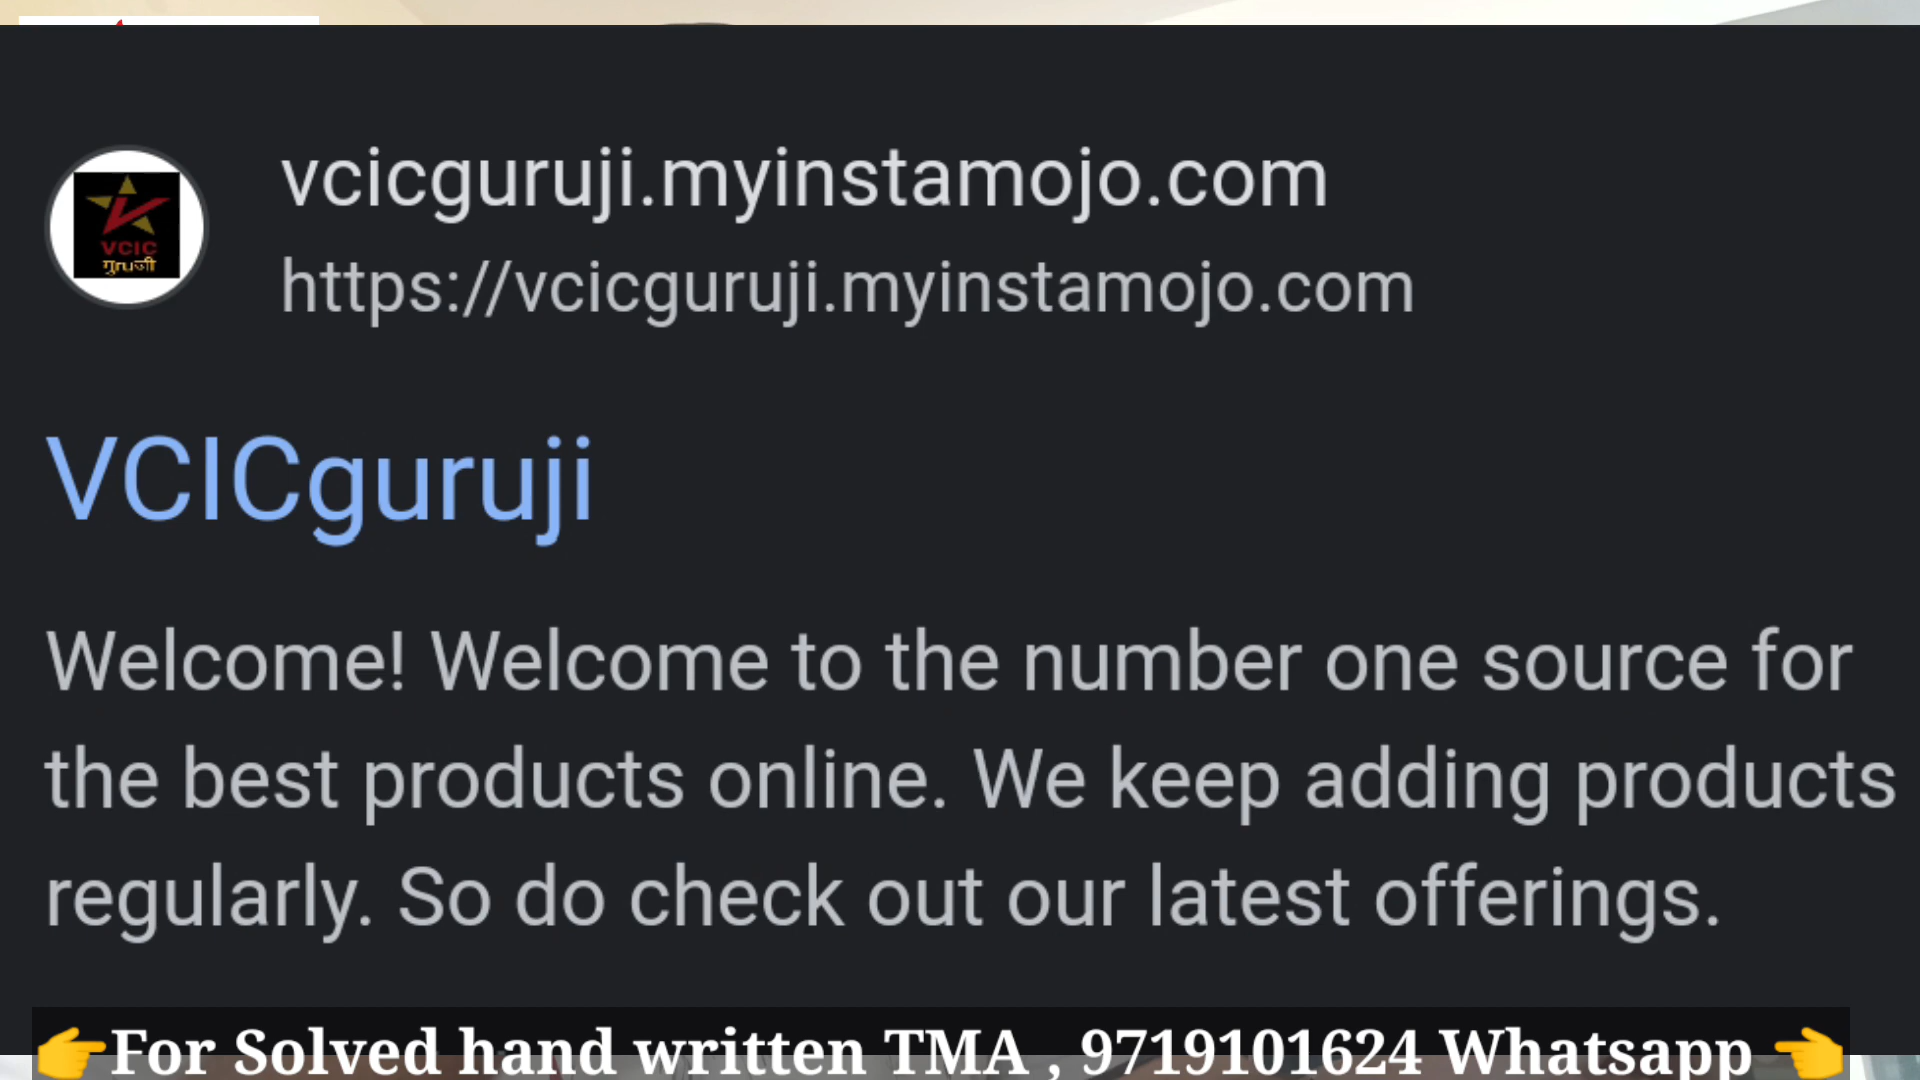 vcicguruji.myinstamojo.com
https://vcicguruji.myinstamojo.com
VCIC
गुruजी
VCICguruji
Welcome! Welcome to the number one source for
the best products online. We keep adding products
regularly. So do check out our latest offerings.
👉For Solved hand written TMA , 9719101624 Whatsapp 👈